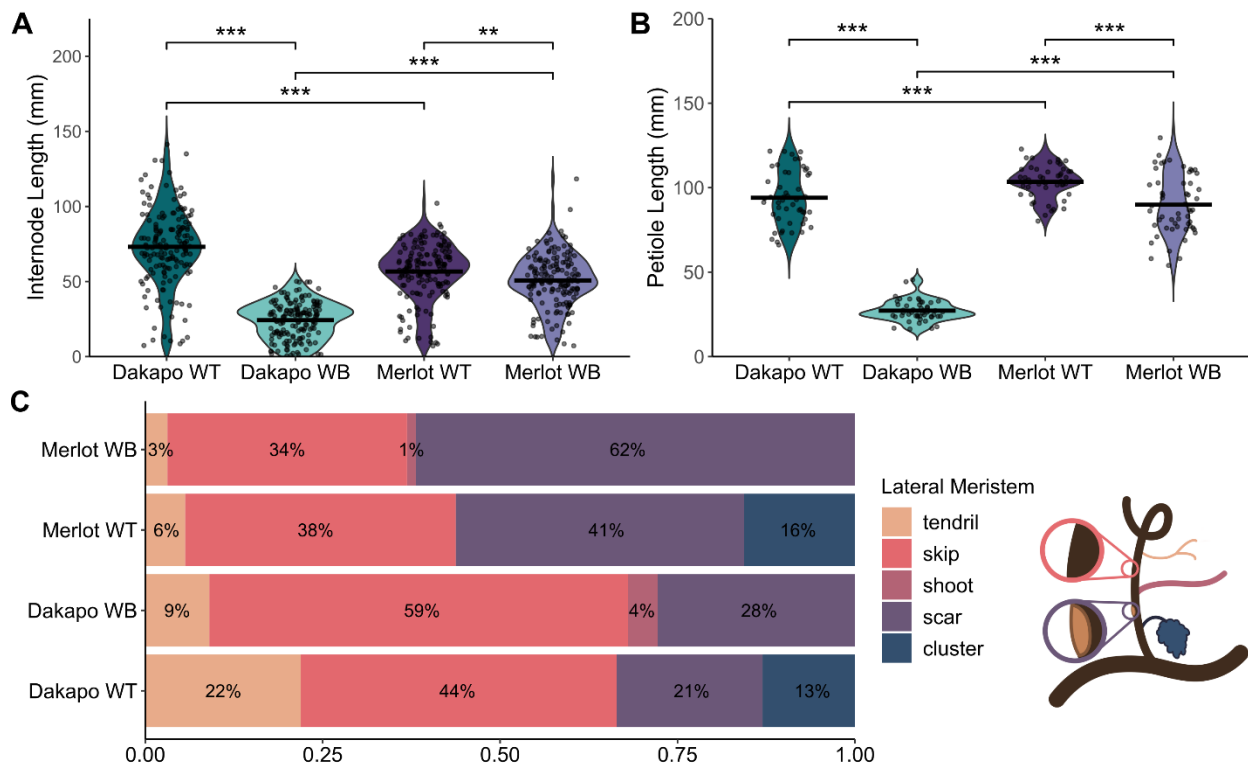 A
***
**
***
***
Internode Length (mm)
200
150
100
50
0
Dakapo WT
Dakapo WB
Merlot WT
Merlot WB
B
***
***
***
***
Petiole Length (mm)
200
150
100
50
0
Dakapo WT
Dakapo WB
Merlot WT
Merlot WB
C
Merlot WB 3% 34% 1% 62%
Merlot WT 6% 38% 41% 16%
Dakapo WB 9% 59% 4% 28%
Dakapo WT 22% 44% 21% 13%
0.00 0.25 0.50 0.75 1.00
Lateral Meristem
tendril
skip
shoot
scar
cluster